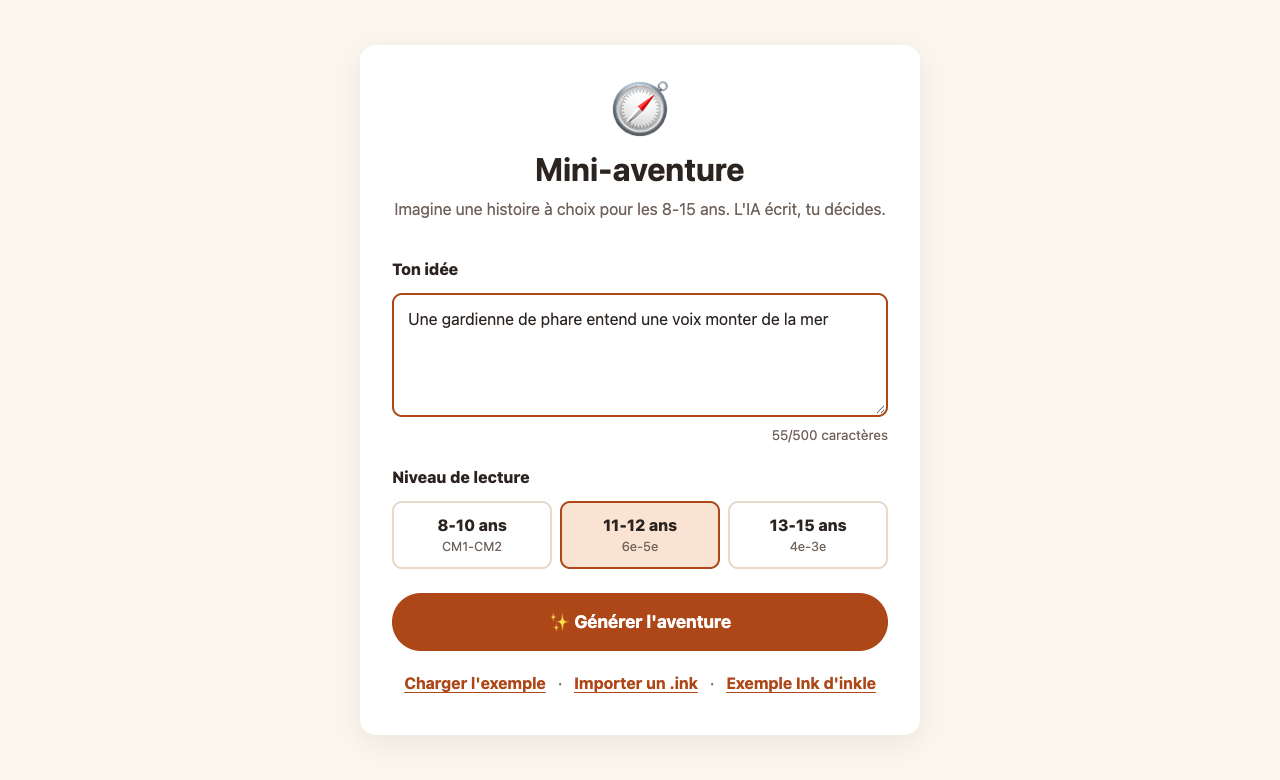 Mini-aventure
Imagine une histoire à choix pour les 8-15 ans. L'IA écrit, tu décides.
Ton idée
Une gardienne de phare entend une voix monter de la mer
55/500 caractères
Niveau de lecture
8-10 ans
CM1-CM2
11-12 ans
6e-5e
13-15 ans
4e-3e
✨ Générer l'aventure
Charger l'exemple · Importer un .ink · Exemple Ink d'inkle